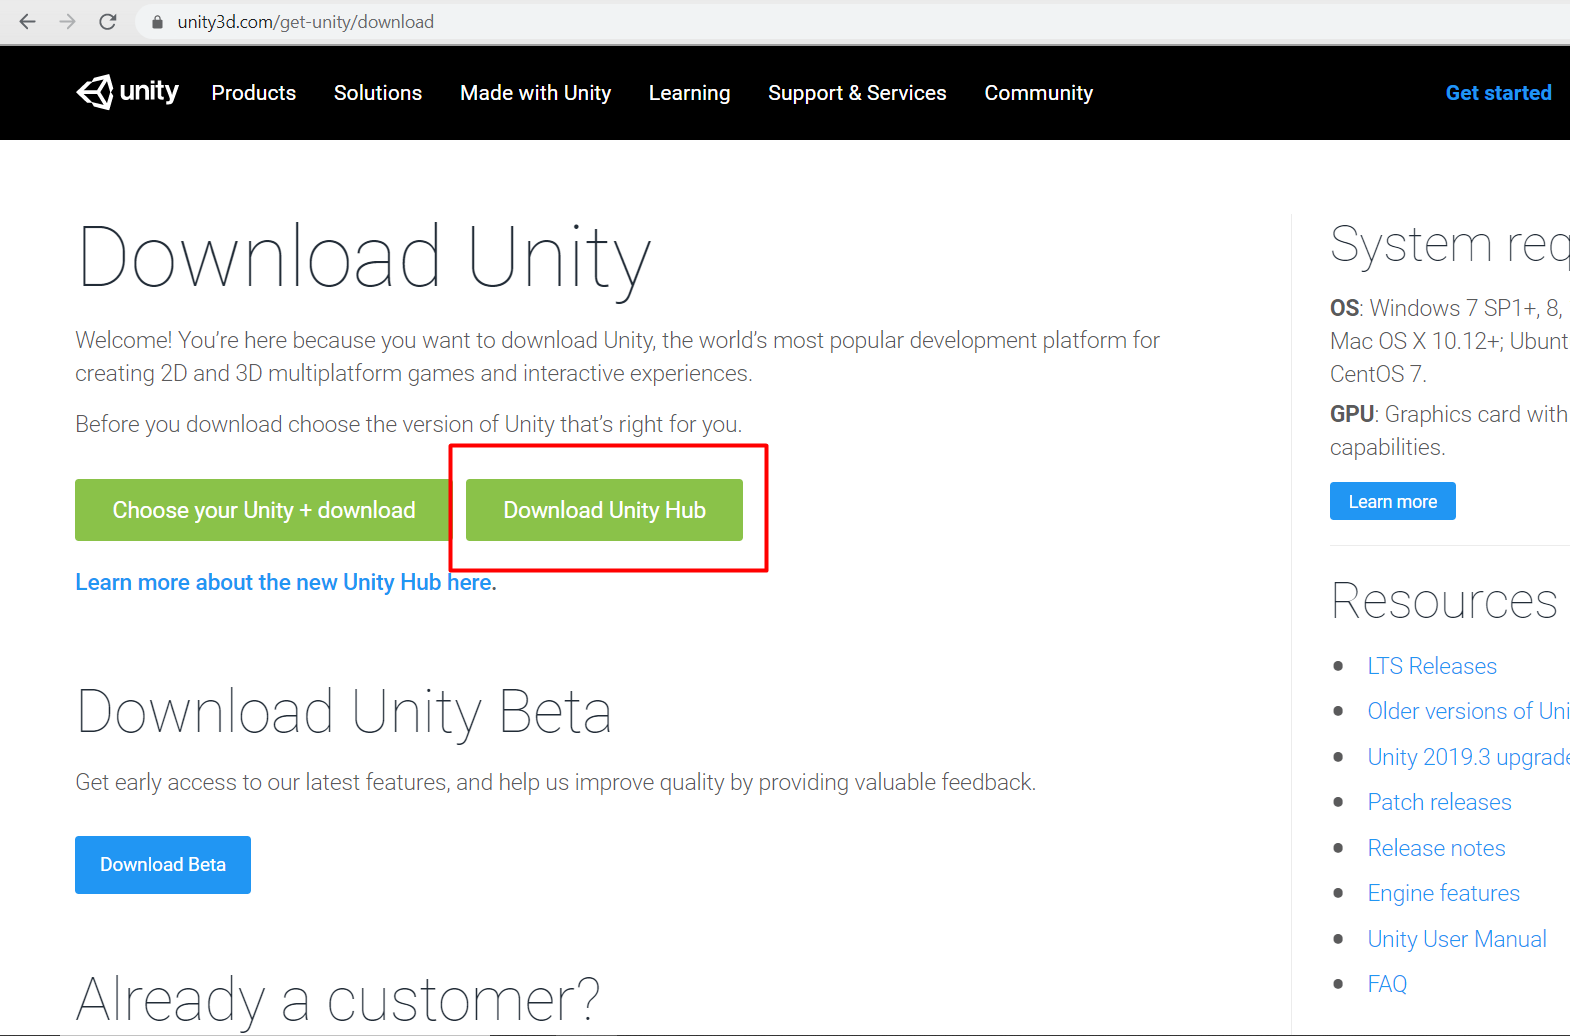 unity3d.com/get-unity/download
unity Products Solutions Made with Unity Learning Support & Services Community Get started
Download Unity
Welcome! You're here because you want to download Unity, the world's most popular development platform for
creating 2D and 3D multiplatform games and interactive experiences.
Before you download choose the version of Unity that's right for you.
Choose your Unity + download Download Unity Hub
Learn more about the new Unity Hub here.
Download Unity Beta
Get early access to our latest features, and help us improve quality by providing valuable feedback.
Download Beta
Already a customer?
System req
OS: Windows 7 SP1+, 8,
Mac OS X 10.12+; Ubunt
CentOS 7.
GPU: Graphics card with
capabilities.
Learn more
Resources
LTS Releases
Older versions of Uni
Unity 2019.3 upgrade
Patch releases
Release notes
Engine features
Unity User Manual
FAQ